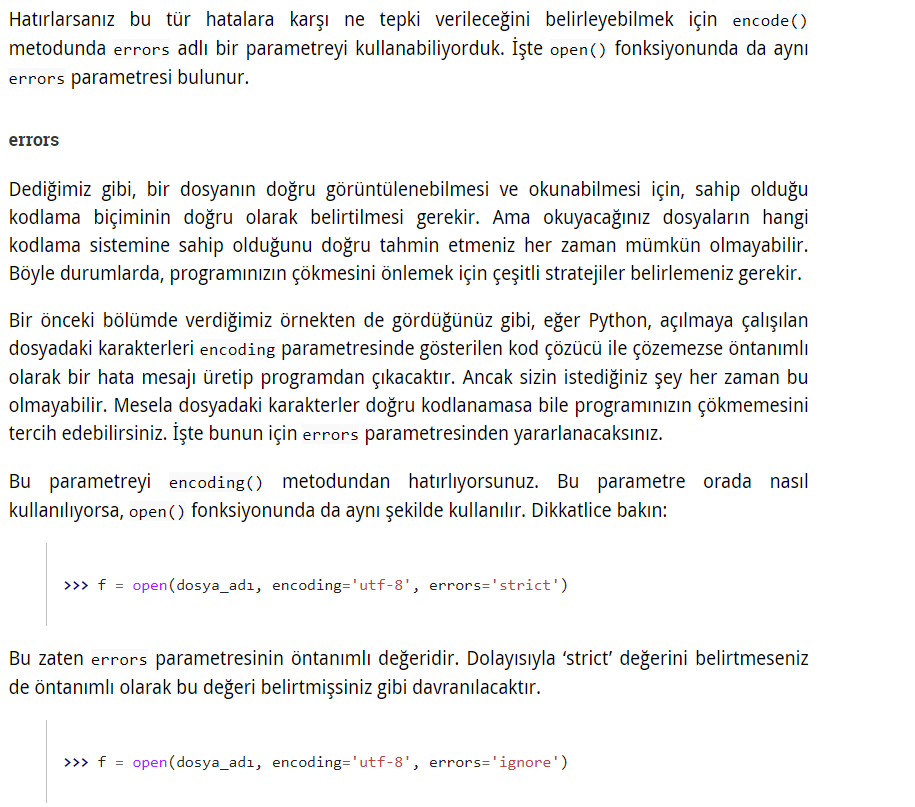 Hatırlarsanız bu tür hatalara karşı ne tepki verileceğini belirleyebilmek için encode()
metodunda errors adlı bir parametreyi kullanabiliyorduk. İşte open() fonksiyonunda da aynı
errors parametresi bulunur.
errors
Dediğimiz gibi, bir dosyanın doğru görüntülenebilmesi ve okunabilmesi için, sahip olduğu
kodlama biçiminin doğru olarak belirtilmesi gerekir. Ama okuyacağınız dosyaların hangi
kodlama sistemine sahip olduğunu doğru tahmin etmeniz her zaman mümkün olmayabilir.
Böyle durumlarda, programınızın çökmesini önlemek için çeşitli stratejiler belirlemeniz gerekir.
Bir önceki bölümde verdiğimiz örnekten de gördüğünüz gibi, eğer Python, açılmaya çalışılan
dosyadaki karakterleri encoding parametresinde gösterilen kod çözücü ile çözemezse öntanımlı
olarak bir hata mesajı üretip programdan çıkacaktır. Ancak sizin istediğiniz şey her zaman bu
olmayabilir. Mesela dosyadaki karakterler doğru kodlanamasa bile programınızın çökmemesini
tercih edebilirsiniz. İşte bunun için errors parametresinden yararlanacaksınız.
Bu parametreyi encoding() metodundan hatırlıyorsunuz. Bu parametre orada nasıl
kullanılıyorsa, open() fonksiyonunda da aynı şekilde kullanılır. Dikkatlice bakın:
>>> f = open(dosya_adı, encoding='utf-8', errors='strict')
Bu zaten errors parametresinin öntanımlı değeridir. Dolayısıyla ‘strict’ değerini belirtmeseniz
de öntanımlı olarak bu değeri belirtmişsiniz gibi davranılacaktır.
>>> f = open(dosya_adı, encoding='utf-8', errors='ignore')